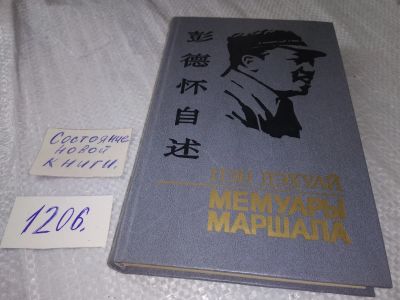 彭德怀自述
ПЭН ДЭХУАЙ
МЕМУАРЫ
МАРШАЛА
Состояние
новой
книги.
1206.